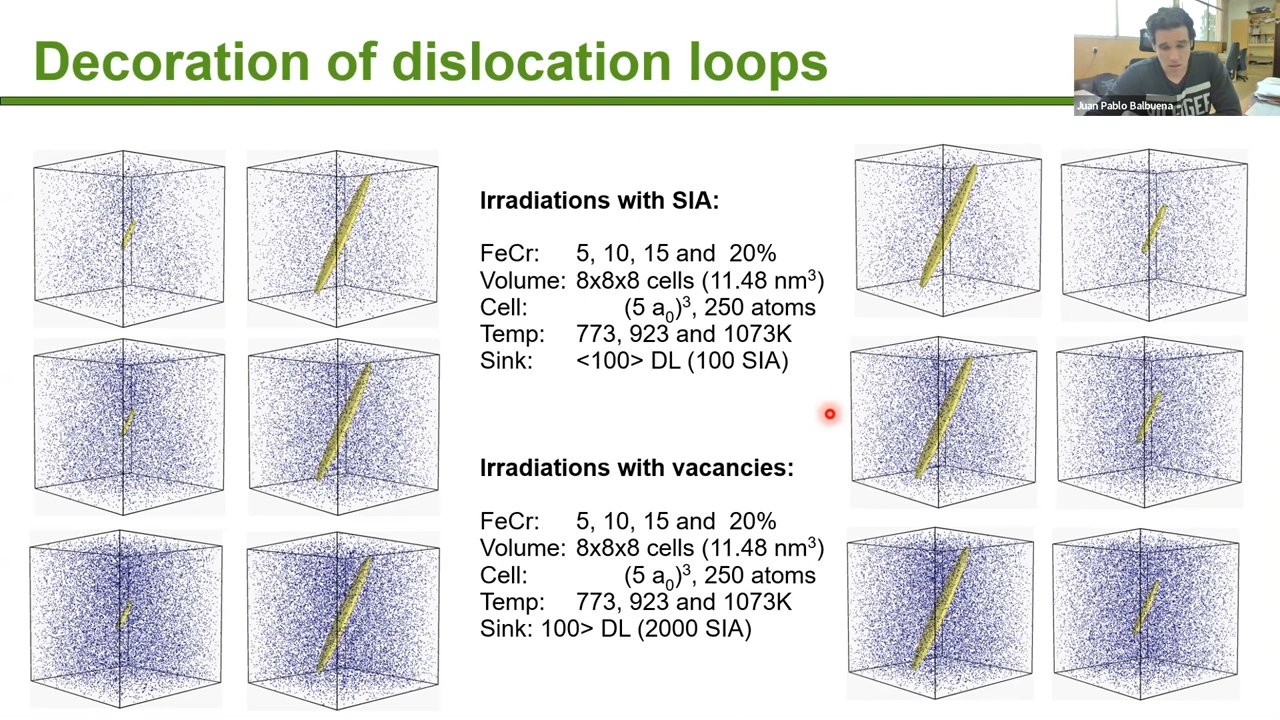 Decoration of dislocation loops
Juan Pablo Balbuena
Irradiations with SIA:
FeCr: 5, 10, 15 and 20%
Volume: 8x8x8 cells (11.48 nm³)
Cell: (5 a₀)³, 250 atoms
Temp: 773, 923 and 1073K
Sink: <100> DL (100 SIA)
Irradiations with vacancies:
FeCr: 5, 10, 15 and 20%
Volume: 8x8x8 cells (11.48 nm³)
Cell: (5 a₀)³, 250 atoms
Temp: 773, 923 and 1073K
Sink: 100> DL (2000 SIA)